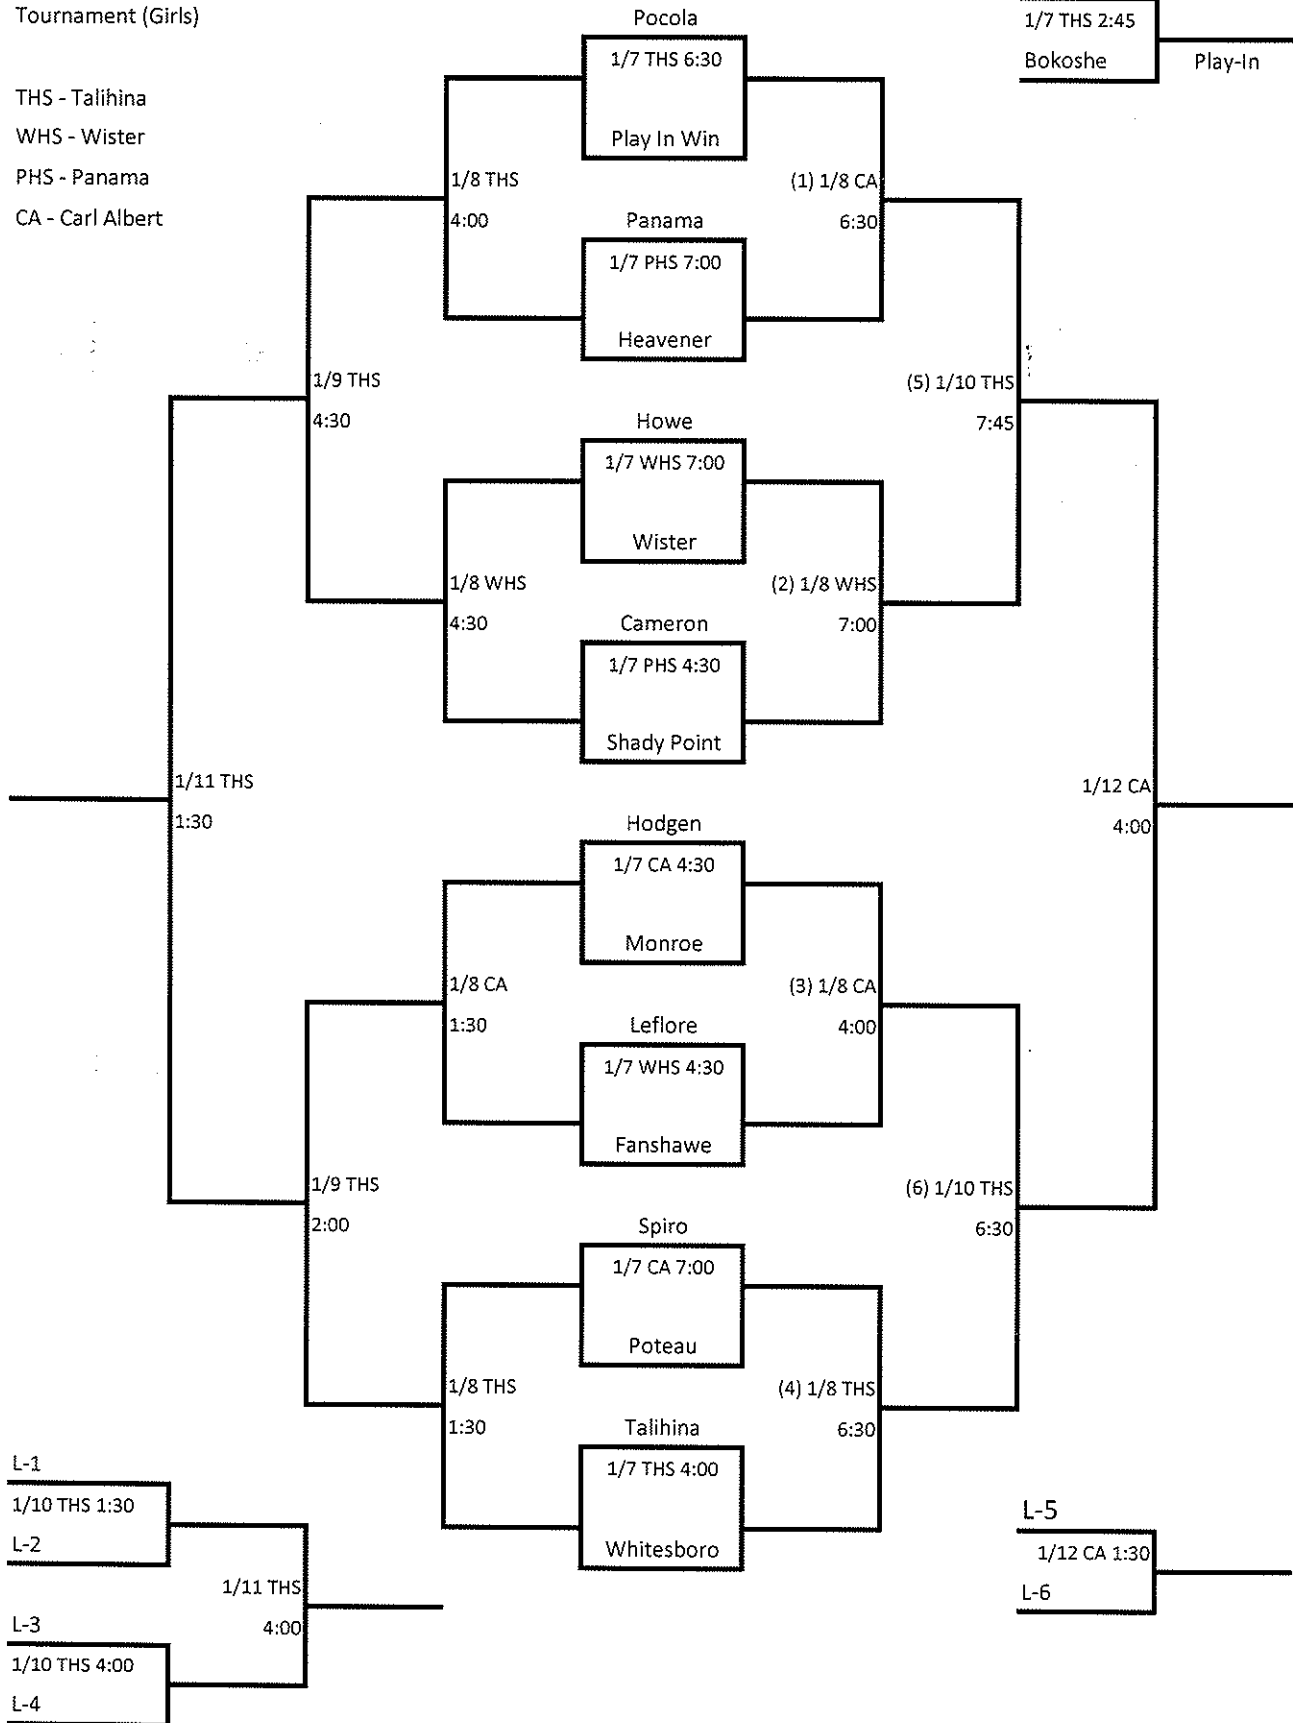 Tournament (Girls)
THS - Talihina
WHS - Wister
PHS - Panama
CA - Carl Albert
1/7 THS 2:45
Bokoshe
Play-In
Pocola
1/7 THS 6:30
Play In Win
1/8 THS
4:00
(1) 1/8 CA
6:30
Panama
1/7 PHS 7:00
Heavener
1/9 THS
4:30
(5) 1/10 THS
7:45
Howe
1/7 WHS 7:00
Wister
1/8 WHS
4:30
(2) 1/8 WHS
7:00
Cameron
1/7 PHS 4:30
Shady Point
1/11 THS
1:30
1/12 CA
4:00
Hodgen
1/7 CA 4:30
Monroe
1/8 CA
1:30
(3) 1/8 CA
4:00
Leflore
1/7 WHS 4:30
Fanshawe
1/9 THS
2:00
(6) 1/10 THS
6:30
Spiro
1/7 CA 7:00
Poteau
1/8 THS
1:30
(4) 1/8 THS
6:30
Talihina
1/7 THS 4:00
Whitesboro
L-1
1/10 THS 1:30
L-2
1/11 THS
4:00
L-3
1/10 THS 4:00
L-4
L-5
1/12 CA 1:30
L-6